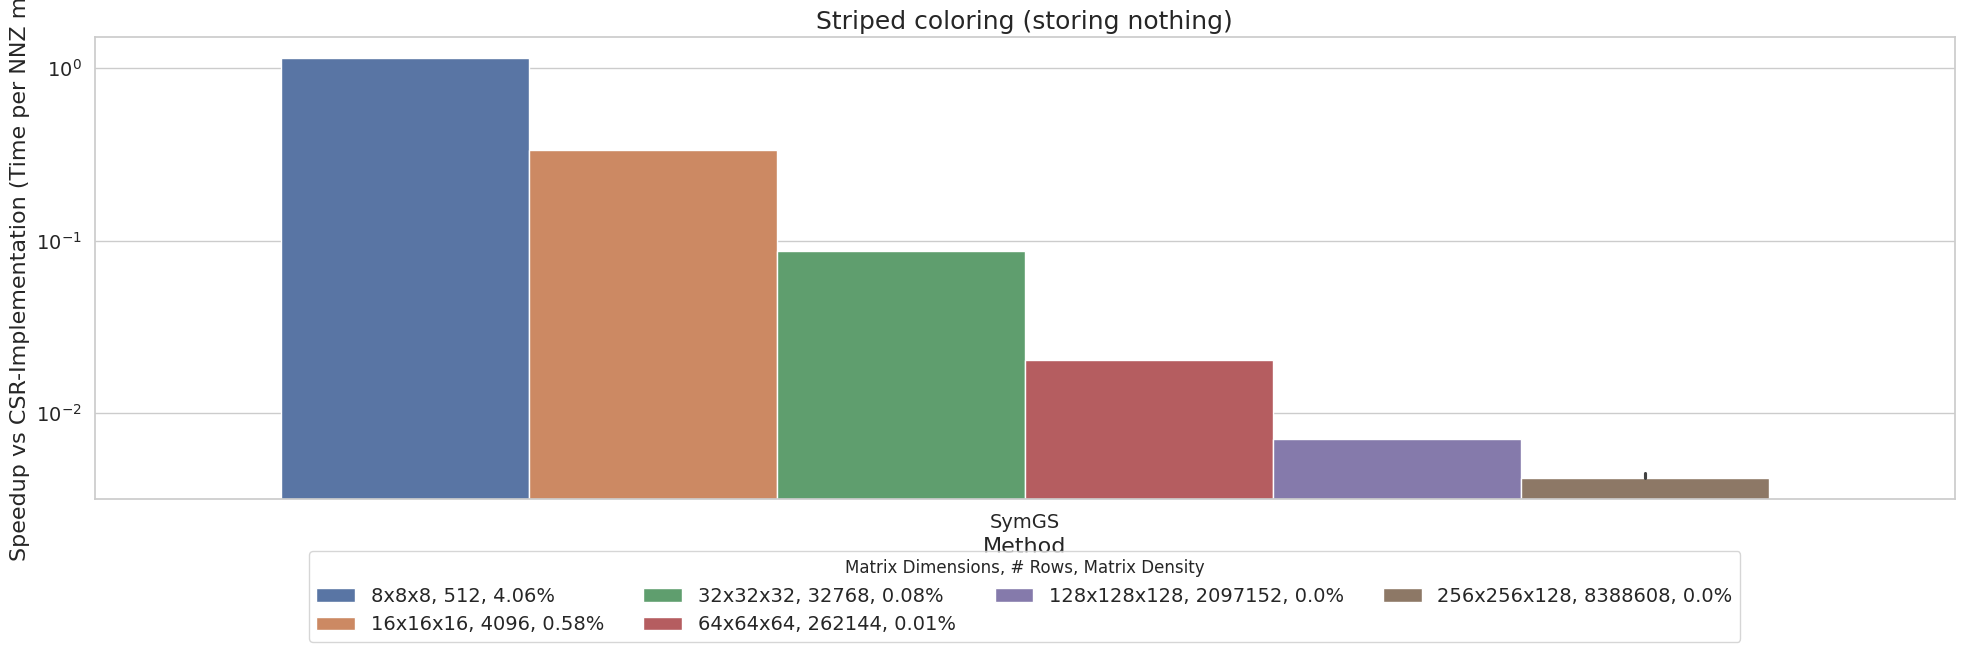 Striped coloring (storing nothing)
Speedup vs CSR-Implementation (Time per NNZ
10⁰
10⁻¹
10⁻²
SymGS
Method
Matrix Dimensions, # Rows, Matrix Density
8x8x8, 512, 4.06%
16x16x16, 4096, 0.58%
32x32x32, 32768, 0.08%
64x64x64, 262144, 0.01%
128x128x128, 2097152, 0.0%
256x256x128, 8388608, 0.0%